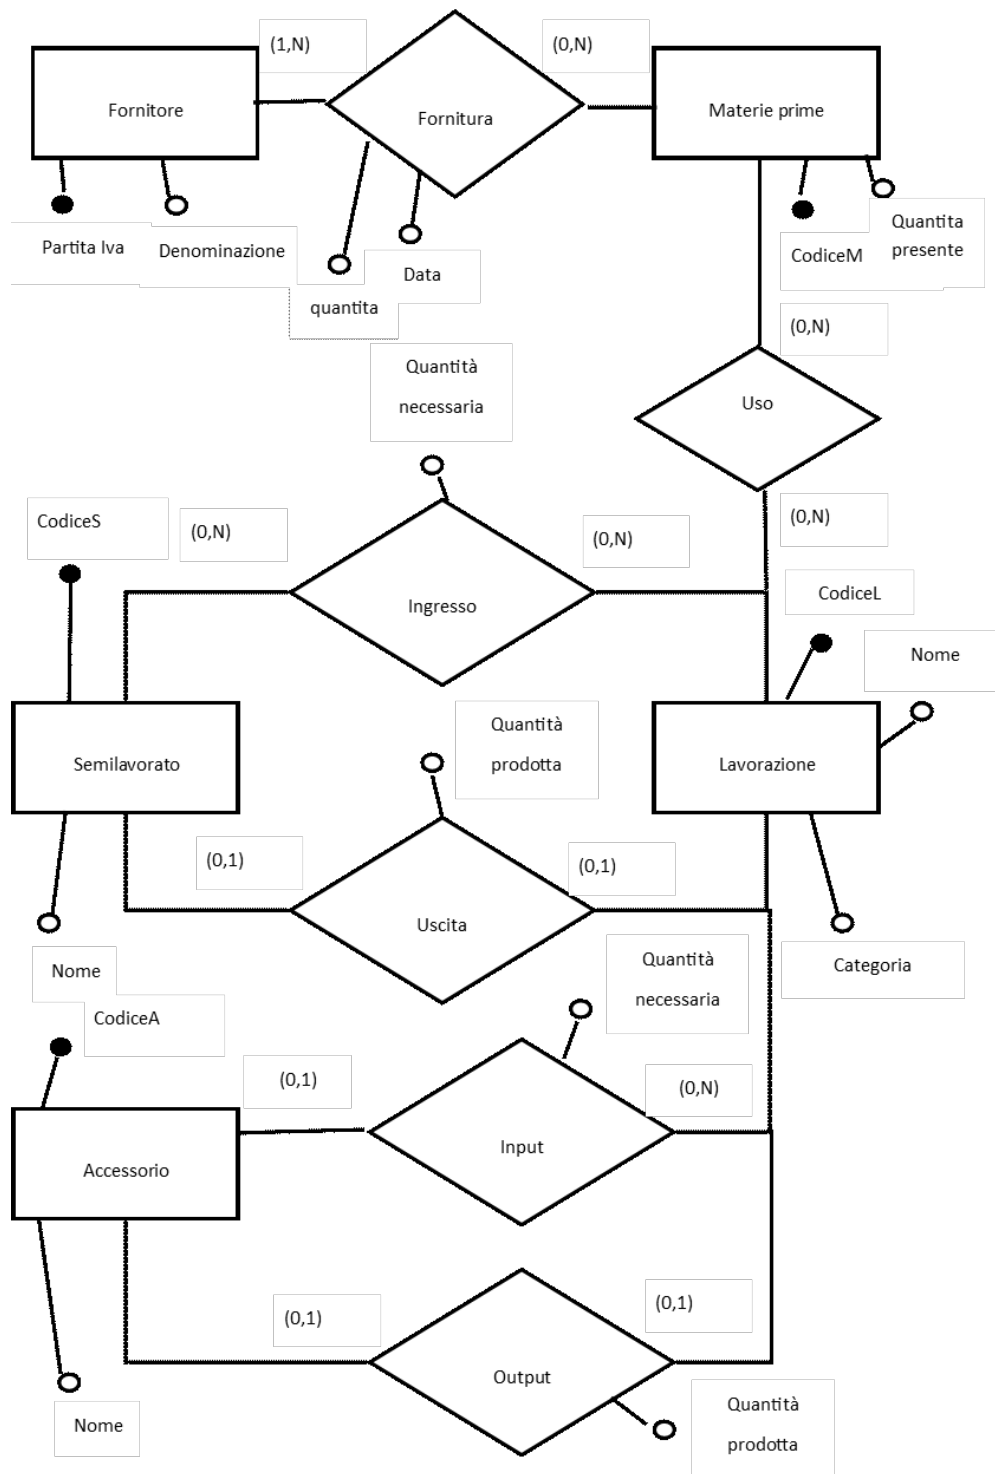 (1,N)
(0,N)
Fornitore
Fornitura
Materie prime
Partita Iva
Denominazione
quantita
Data
CodiceM
Quantita
presente
(0,N)
Quantità
necessaria
Uso
CodiceS
(0,N)
(0,N)
(0,N)
Ingresso
CodiceL
Nome
Semilavorato
Quantità
prodotta
Lavorazione
(0,1)
(0,1)
Uscita
Nome
Categoria
Quantità
necessaria
CodiceA
(0,1)
(0,N)
Input
Accessorio
(0,1)
(0,1)
Output
Nome
Quantità
prodotta